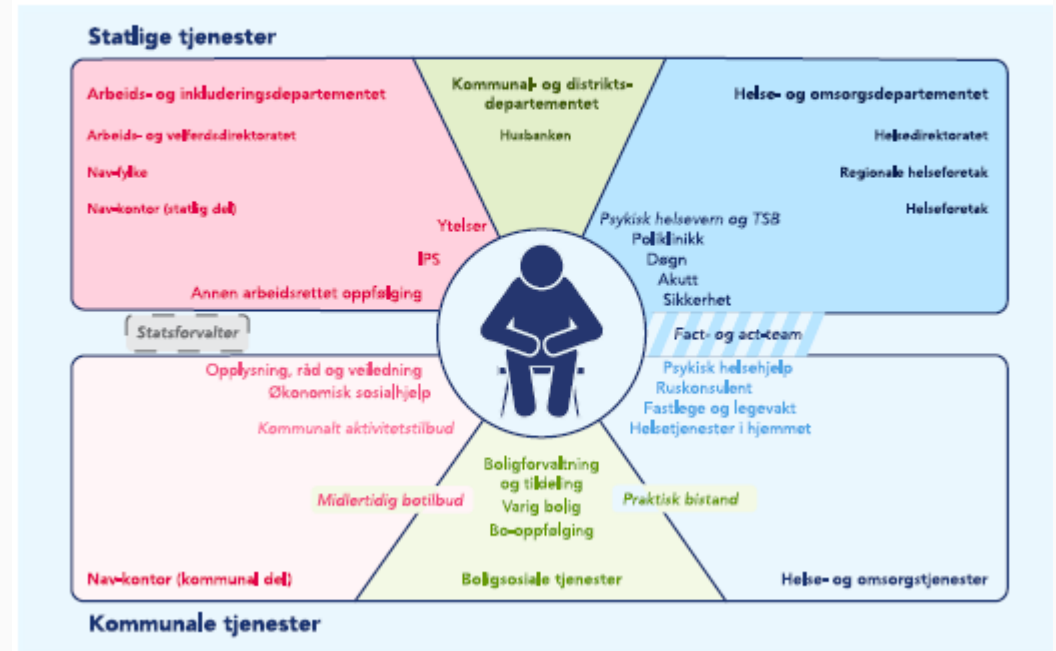 Statlige tjenester
Arbeids- og inkluderingsdepartementet
Arbeids- og velferdsdirektoratet
Nav-fylke
Nav-kontor (statlig del)
Ytelser
IPS
Annen arbeidsrettet oppfølging
Kommunal- og distrikts-
departementet
Husbanken
Helse- og omsorgsdepartementet
Helsedirektoratet
Regionale helseforetak
Helseforetak
Psykisk helsevern og TSB
Poliklinikk
Døgn
Akutt
Sikkerhet
Statsforvalter
Fact- og act-team
Opplysning, råd og veiledning
Økonomisk sosialhjelp
Kommunalt aktivitetstilbud
Midlertidig botilbud
Nav-kontor (kommunal del)
Boligforvaltning
og tildeling
Varig bolig
Bo-oppfølging
Boligsosiale tjenester
Psykisk helsehjelp
Ruskonsulent
Fastlege og legevakt
Helsetjenester i hjemmet
Praktisk bistand
Helse- og omsorgstjenester
Kommunale tjenester